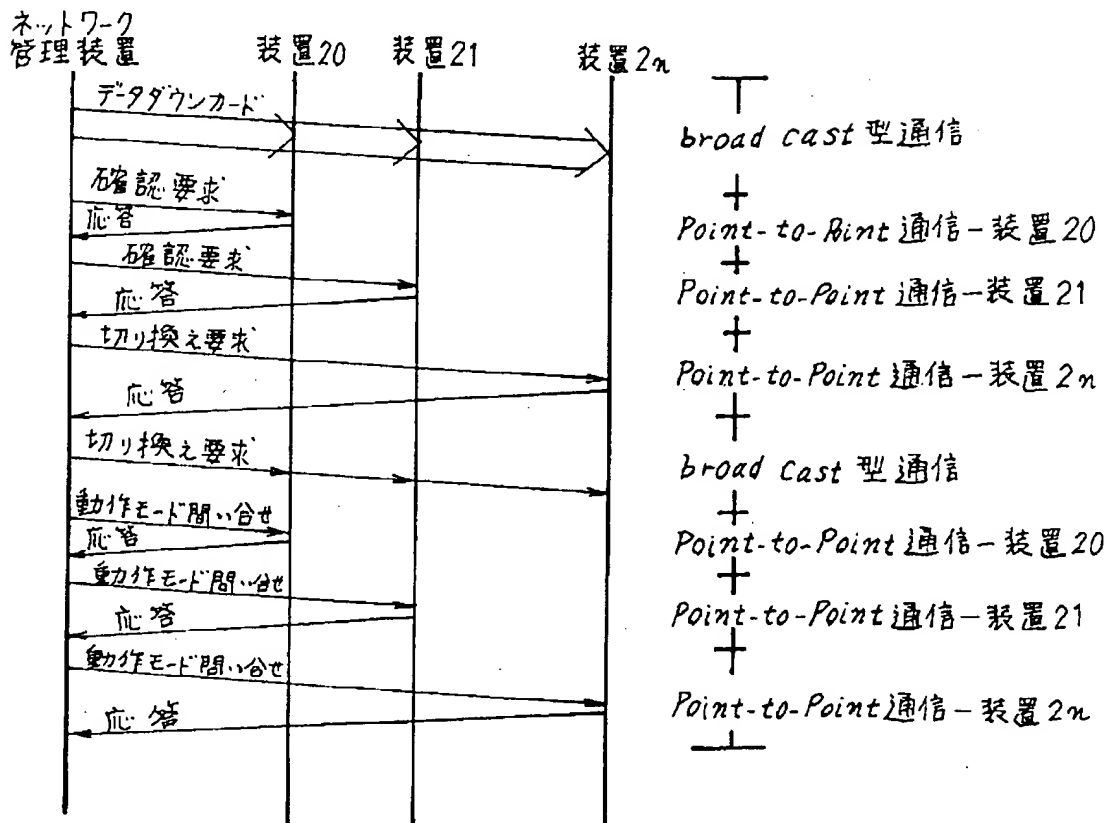 ネットワーク
管理装置
装置20
装置21
装置2n
データダウンカード
broad cast 型通信
確認要求
応答
Point-to-Bint 通信-装置20
確認要求
応答
Point-to-Point 通信-装置21
切り換え要求
応答
Point-to-Point 通信-装置2n
切り換え要求
broad cast 型通信
動作モード問い合せ
応答
Point-to-Point 通信-装置20
動作モード問い合せ
応答
Point-to-Point 通信-装置21
動作モード問い合せ
応答
Point-to-Point 通信-装置2n